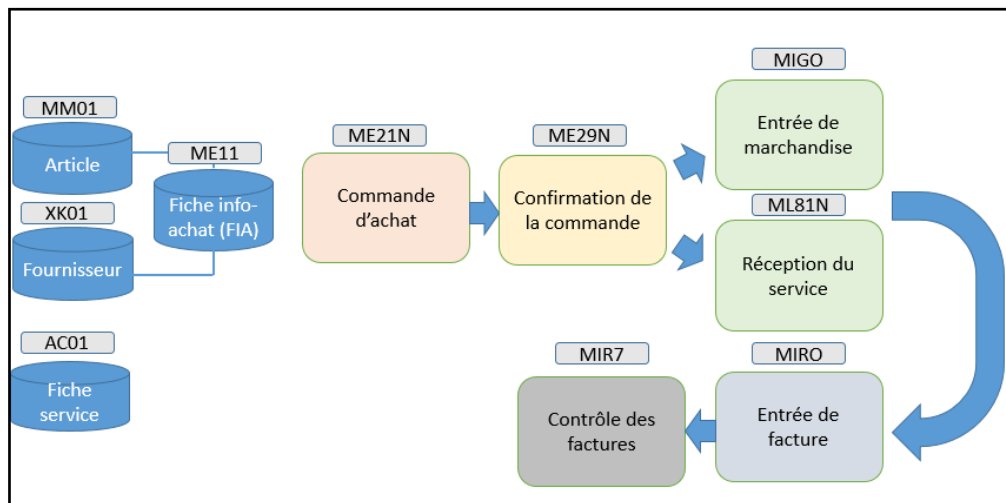 MM01
Article
XK01
Fournisseur
ME11
Fiche info-
achat (FIA)
AC01
Fiche
service
ME21N
Commande
d’achat
ME29N
Confirmation de
la commande
MIGO
Entrée de
marchandise
ML81N
Réception du
service
MIRO
Entrée de
facture
MIR7
Contrôle des
factures